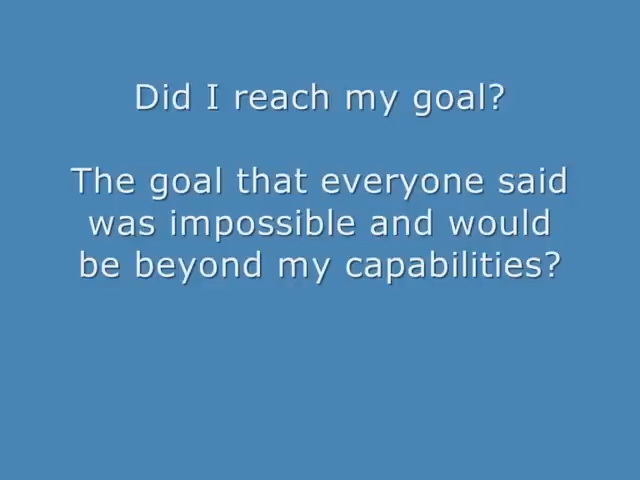 Did I reach my goal?
The goal that everyone said
was impossible and would
be beyond my capabilities?